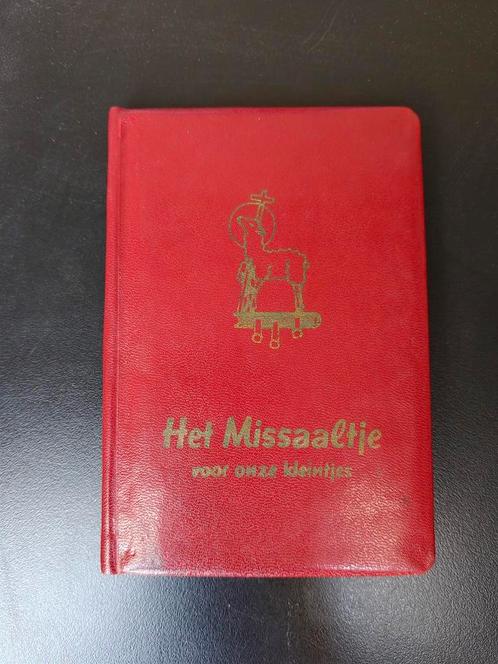 Het Missaaltje
voor onze kleintjes